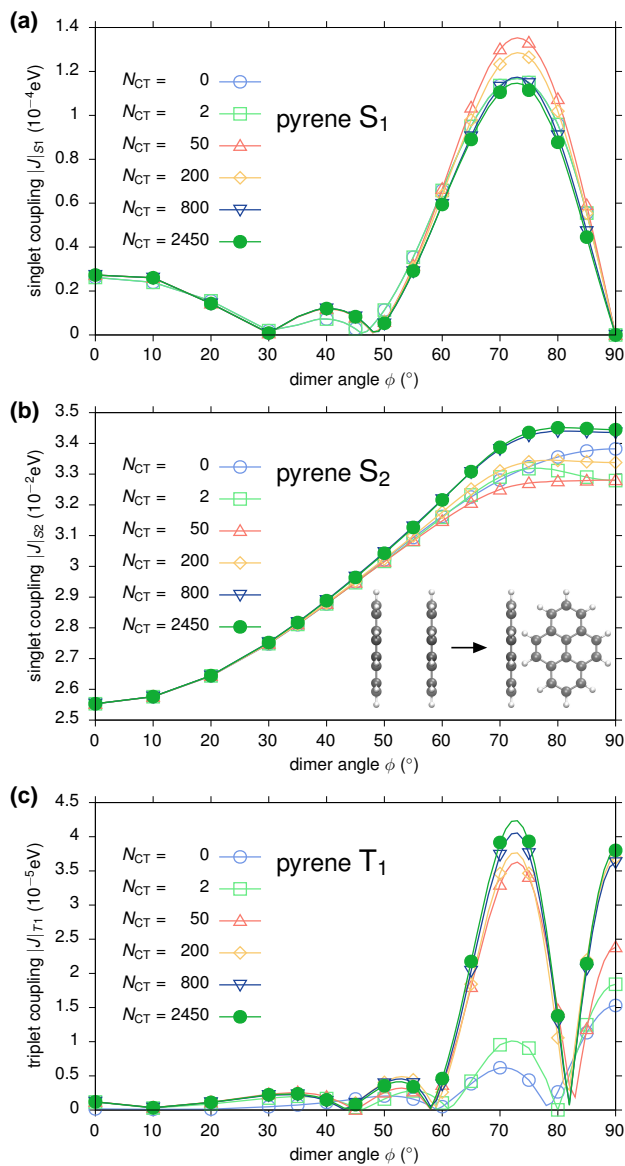 (a)
singlet coupling |J|S1 (10−4eV)
1.4
1.2
1
0.8
0.6
0.4
0.2
0
NCT = 0
NCT = 2
NCT = 50
NCT = 200
NCT = 800
NCT = 2450
pyrene S1
0 10 20 30 40 50 60 70 80 90
dimer angle ϕ (°)
(b)
singlet coupling |J|S2 (10−2eV)
3.5
3.4
3.3
3.2
3.1
3
2.9
2.8
2.7
2.6
2.5
NCT = 0
NCT = 2
NCT = 50
NCT = 200
NCT = 800
NCT = 2450
pyrene S2
0 10 20 30 40 50 60 70 80 90
dimer angle ϕ (°)
(c)
triplet coupling |J|T1 (10−5eV)
4.5
4
3.5
3
2.5
2
1.5
1
0.5
0
NCT = 0
NCT = 2
NCT = 50
NCT = 200
NCT = 800
NCT = 2450
pyrene T1
0 10 20 30 40 50 60 70 80 90
dimer angle ϕ (°)